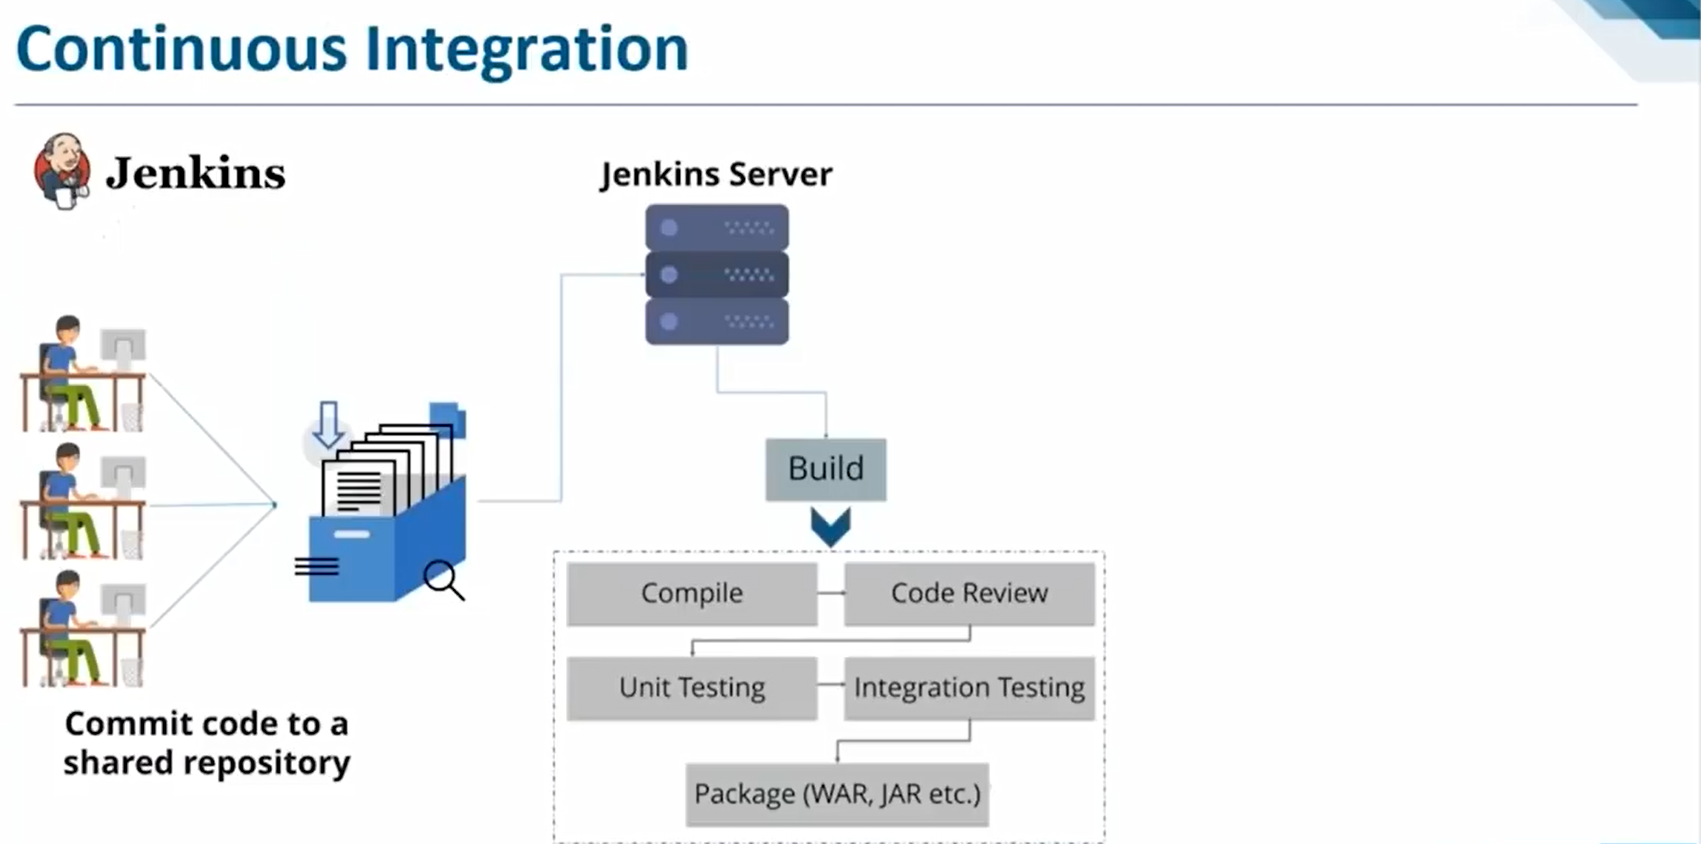 Continuous Integration
Jenkins
Jenkins Server
Build
Compile
Code Review
Unit Testing
Integration Testing
Package (WAR, JAR etc.)
Commit code to a
shared repository